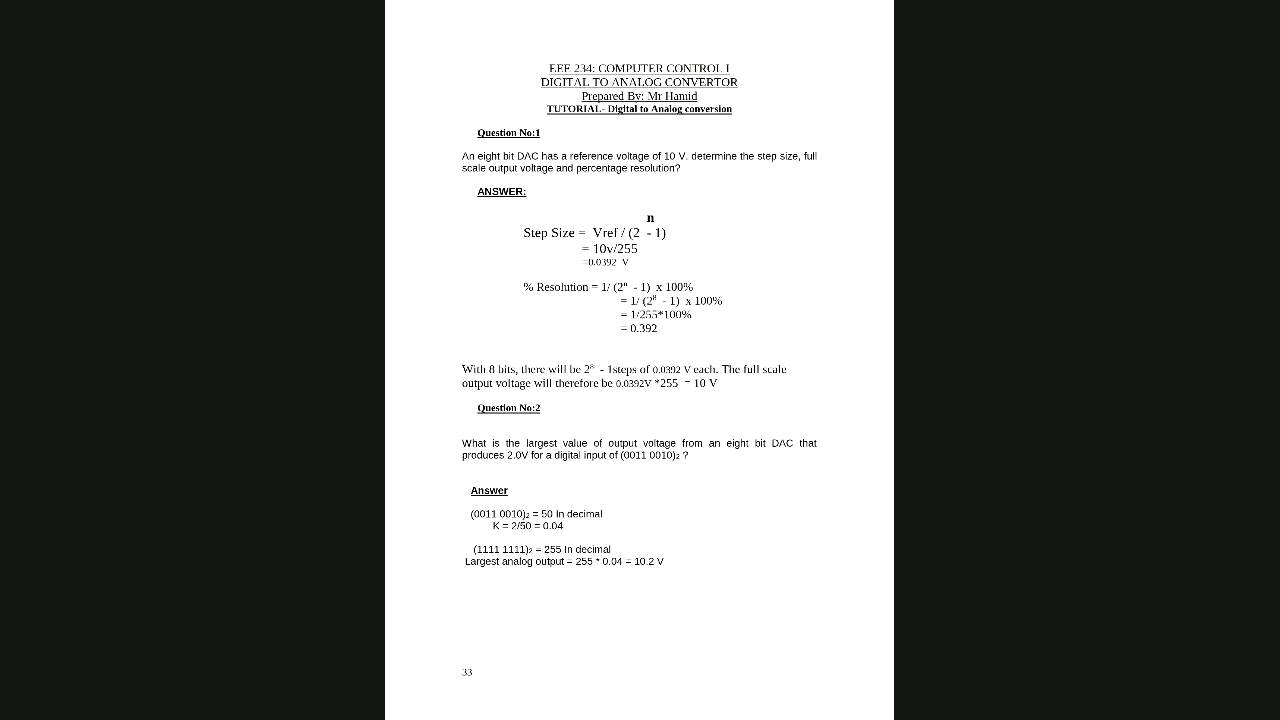 EEE 234: COMPUTER CONTROL I
DIGITAL TO ANALOG CONVERTOR
Prepared By: Mr Hamid
TUTORIAL- Digital to Analog conversion
Question No:1
An eight bit DAC has a reference voltage of 10 V. determine the step size, full
scale output voltage and percentage resolution?
ANSWER:
n
Step Size = Vref / (2 - 1)
= 10v/255
=0.0392 V
% Resolution = 1/ (2ⁿ - 1) x 100%
= 1/ (2⁸ - 1) x 100%
= 1/255*100%
= 0.392
With 8 bits, there will be 2⁸ - 1steps of 0.0392 V each. The full scale
output voltage will therefore be 0.0392V *255 = 10 V
Question No:2
What is the largest value of output voltage from an eight bit DAC that
produces 2.0V for a digital input of (0011 0010)₂ ?
Answer
(0011 0010)₂ = 50 In decimal
K = 2/50 = 0.04
(1111 1111)₂ = 255 In decimal
Largest analog output = 255 * 0.04 = 10.2 V
33